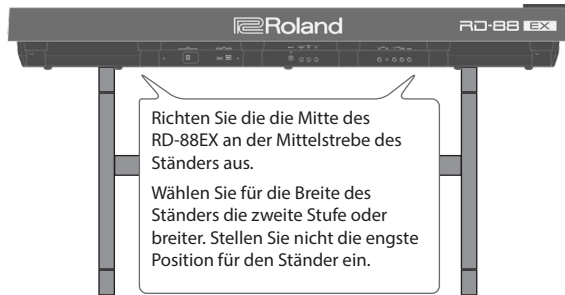 Roland
RD-88 EX
Richten Sie die die Mitte des
RD-88EX an der Mittelstrebe des
Ständers aus.
Wählen Sie für die Breite des
Ständers die zweite Stufe oder
breiter. Stellen Sie nicht die engste
Position für den Ständer ein.